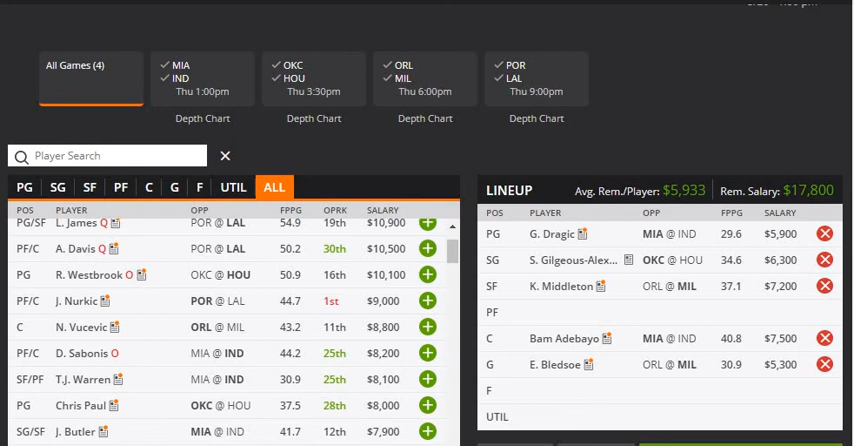 All Games (4)
MIA
IND
Thu 1:00pm
OKC
HOU
Thu 3:30pm
ORL
MIL
Thu 6:00pm
POR
LAL
Thu 9:00pm
Depth Chart
Depth Chart
Depth Chart
Depth Chart
Player Search
PG SG SF PF C G F UTIL ALL
POS PLAYER OPP FPPG OPRK SALARY
PG/SF L. James Q POR @ LAL 54.9 19th $10,900
PF/C A. Davis Q POR @ LAL 50.2 30th $10,500
PG R. Westbrook O OKC @ HOU 50.9 16th $10,100
PF/C J. Nurkic POR @ LAL 44.7 1st $9,000
C N. Vucevic ORL @ MIL 43.2 11th $8,800
PF/C D. Sabonis O MIA @ IND 44.2 25th $8,200
SF/PF T.J. Warren MIA @ IND 30.9 25th $8,100
PG Chris Paul OKC @ HOU 37.5 28th $8,000
SG/SF J. Butler MIA @ IND 41.7 12th $7,900
LINEUP Avg. Rem./Player: $5,933 Rem. Salary: $17,800
POS PLAYER OPP FPPG SALARY
PG G. Dragic MIA @ IND 29.6 $5,900
SG S. Gilgeous-Alex... OKC @ HOU 34.6 $6,300
SF K. Middleton ORL @ MIL 37.1 $7,200
PF
C Bam Adebayo MIA @ IND 40.8 $7,500
G E. Bledsoe ORL @ MIL 30.9 $5,300
F
UTIL